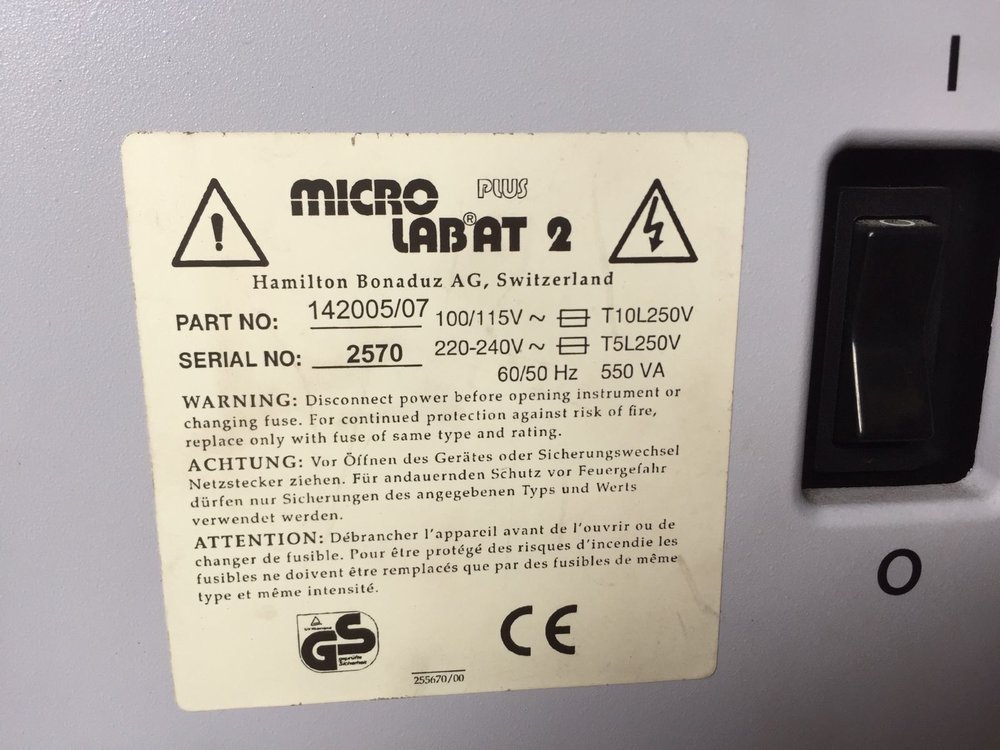 I
MICRO PLUS
LAB®AT 2
Hamilton Bonaduz AG, Switzerland
PART NO: 142005/07 100/115V ~ T10L250V
SERIAL NO: 2570 220-240V ~ T5L250V
60/50 Hz 550 VA
WARNING: Disconnect power before opening instrument or
changing fuse. For continued protection against risk of fire,
replace only with fuse of same type and rating.
ACHTUNG: Vor Öffnen des Gerätes oder Sicherungswechsel
Netzstecker ziehen. Für andauernden Schutz vor Feuergefahr
dürfen nur Sicherungen des angegebenen Typs und Werts
verwendet werden.
ATTENTION: Débrancher l'appareil avant de l'ouvrir ou de
changer de fusible. Pour être protégé des risques d'incendie les
fusibles ne doivent être remplacés que par des fusibles de même
type et même intensité.
O
GS
geprüfte
Sicherheit
CE
255670/00